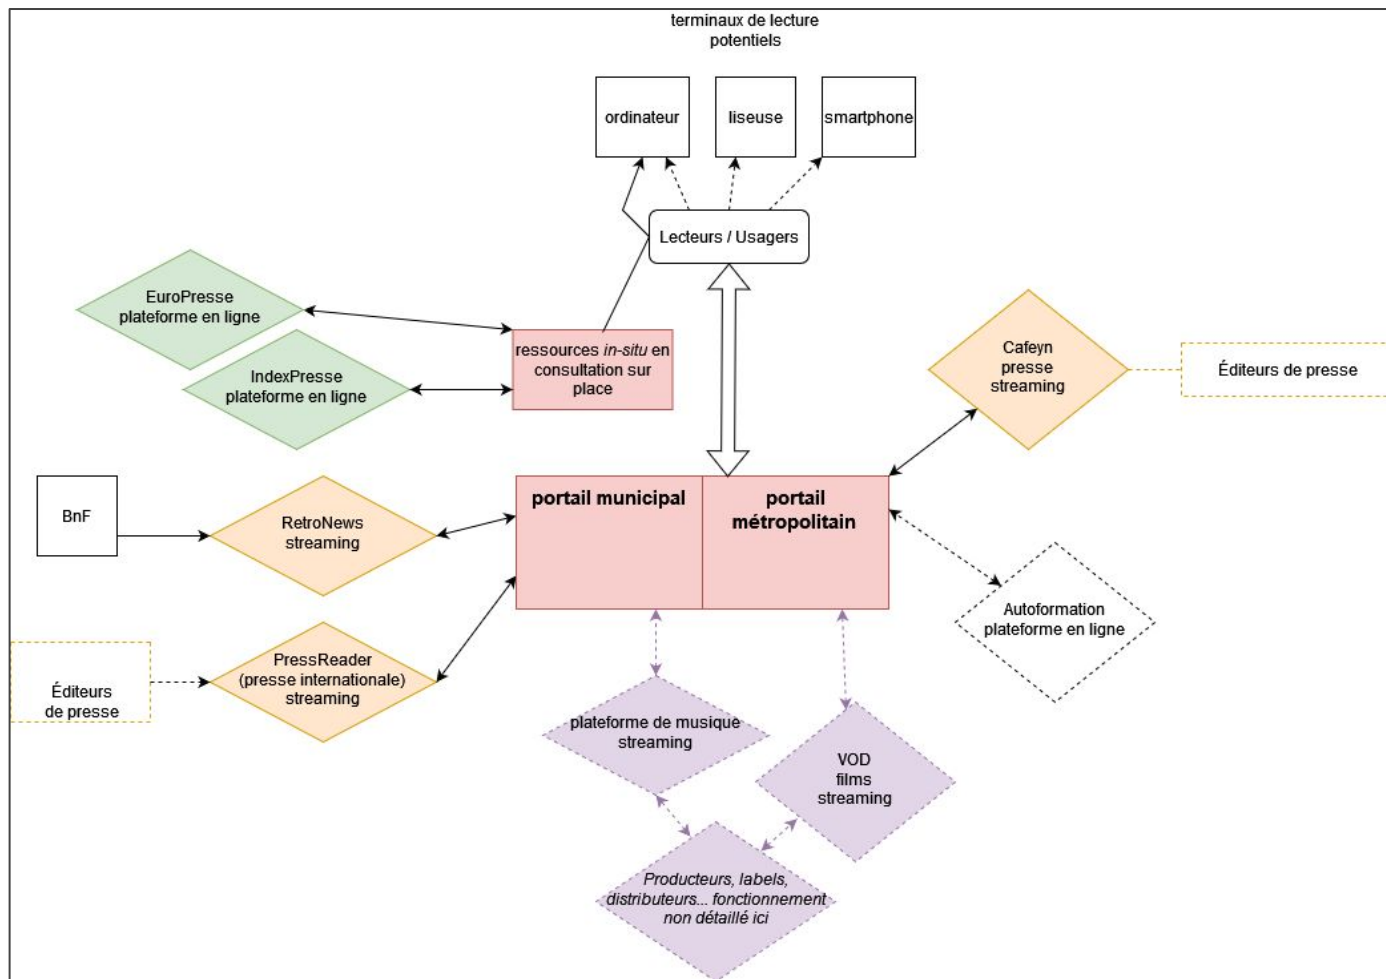 terminaux de lecture
potentiels
ordinateur
liseuse
smartphone
Lecteurs / Usagers
EuroPresse
plateforme en ligne
IndexPresse
plateforme en ligne
ressources in-situ en
consultation sur
place
Cafeyn
presse
streaming
Éditeurs de presse
portail municipal
portail
métropolitain
BnF
RetroNews
streaming
Autoformation
plateforme en ligne
Éditeurs
de presse
PressReader
(presse internationale)
streaming
plateforme de musique
streaming
VOD
films
streaming
Producteurs, labels,
distributeurs... fonctionnement
non détaillé ici